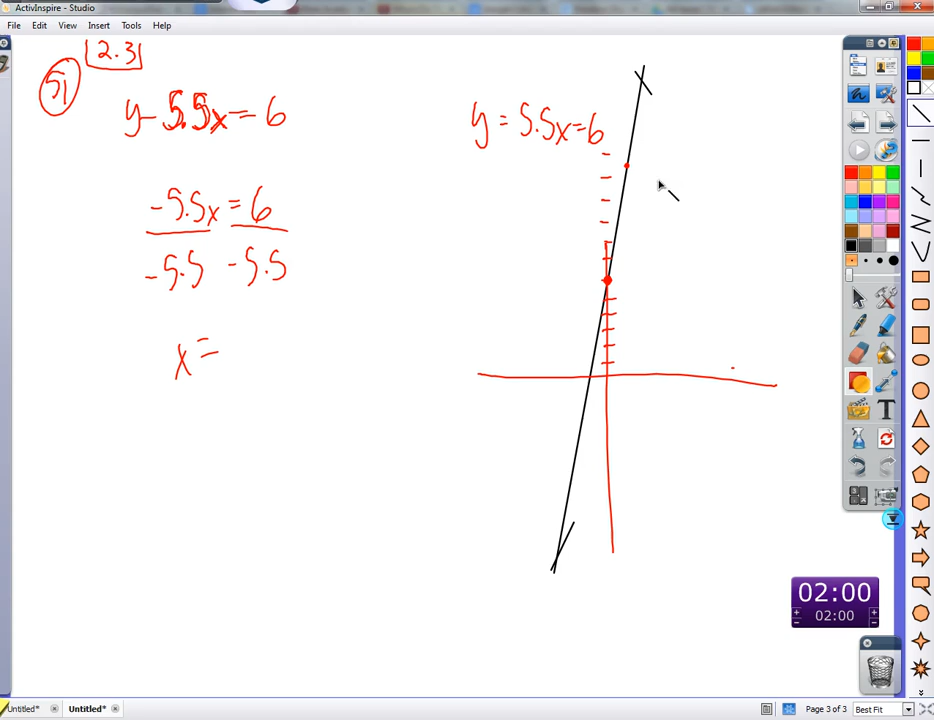 ActivInspire - Studio
File Edit View Insert Tools Help
51
2.3
y-5.5x=6
-5.5x=6
-5.5 -5.5
x=
y=5.5x=6
02:00
02:00
Untitled* Untitled*
Page 3 of 3
Best Fit